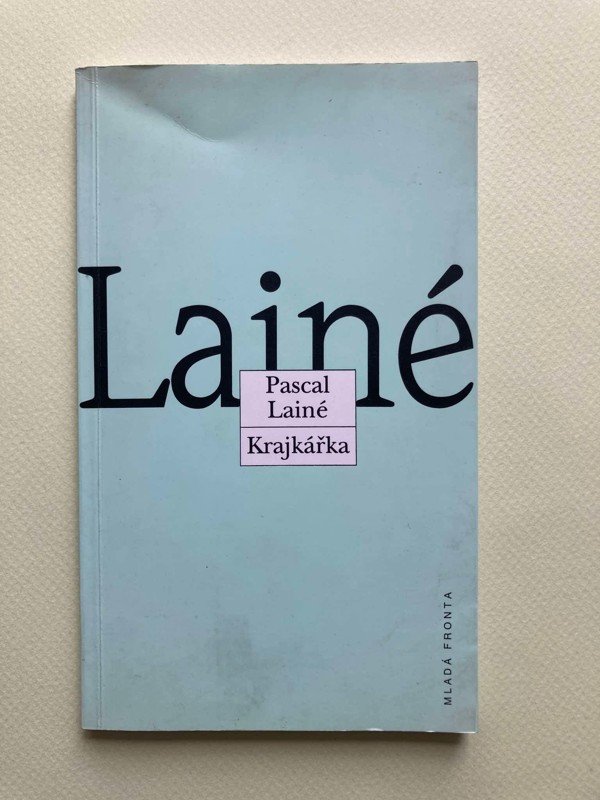 Lainé
Pascal
Lainé
Krajkářka
MLADÁ FRONTA